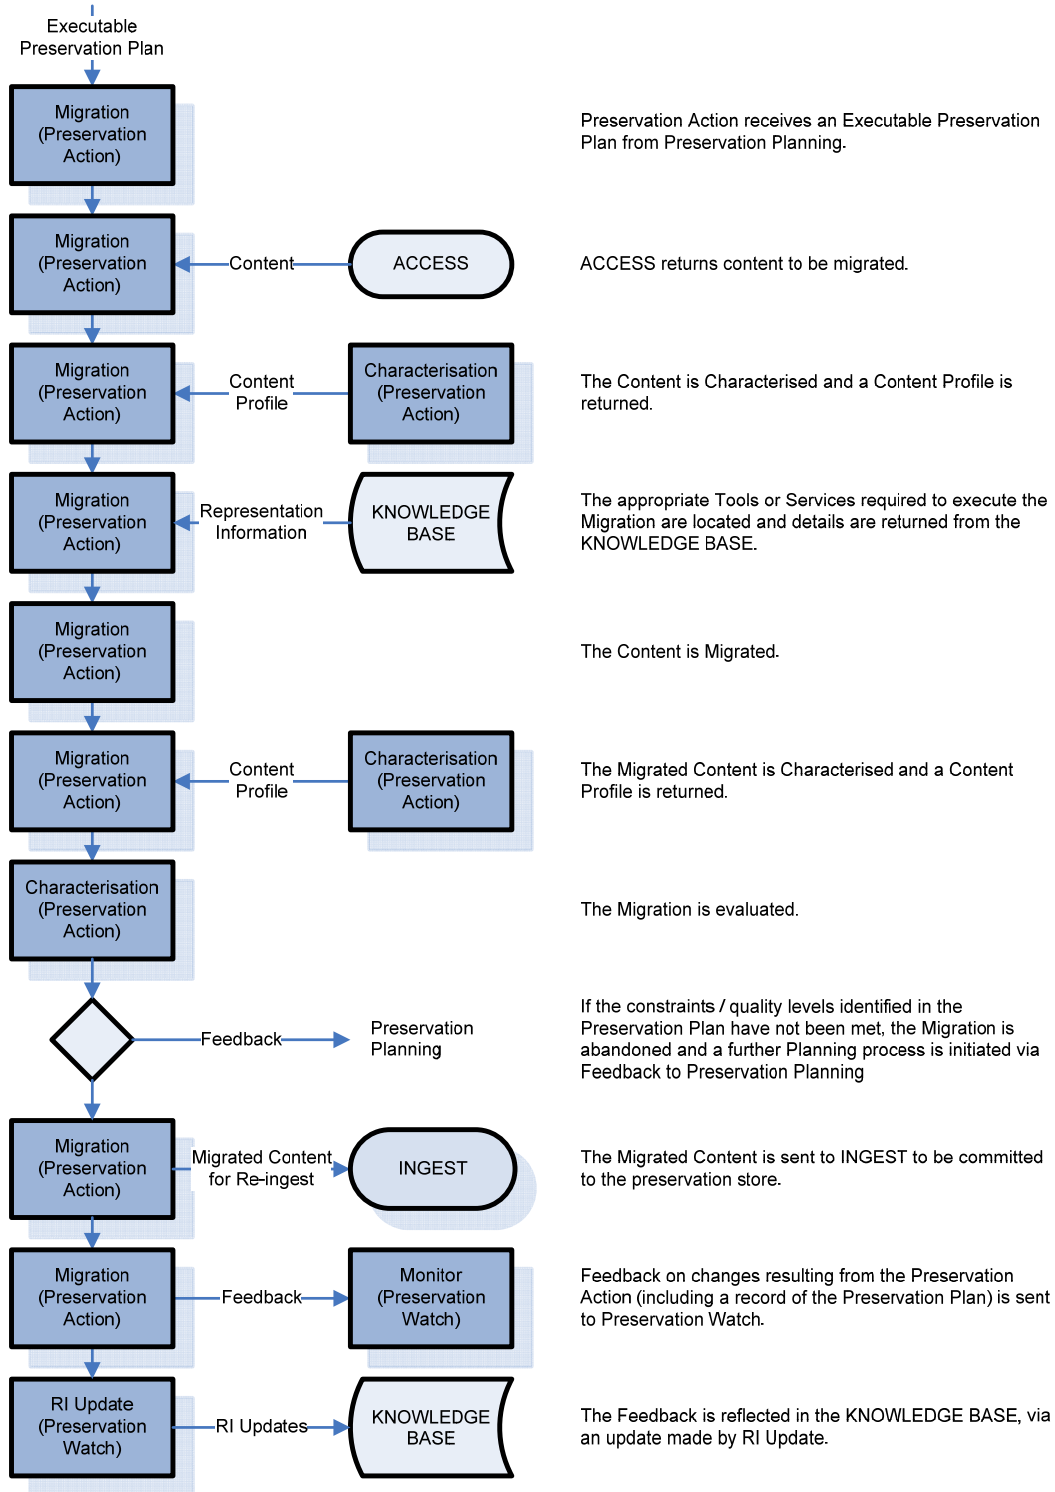 Executable
Preservation Plan
Migration
(Preservation
Action)
Preservation Action receives an Executable Preservation
Plan from Preservation Planning.
Migration
(Preservation
Action)
Content
ACCESS
ACCESS returns content to be migrated.
Migration
(Preservation
Action)
Content
Profile
Characterisation
(Preservation
Action)
The Content is Characterised and a Content Profile is
returned.
Migration
(Preservation
Action)
Representation
Information
KNOWLEDGE
BASE
The appropriate Tools or Services required to execute the
Migration are located and details are returned from the
KNOWLEDGE BASE.
Migration
(Preservation
Action)
The Content is Migrated.
Migration
(Preservation
Action)
Content
Profile
Characterisation
(Preservation
Action)
The Migrated Content is Characterised and a Content
Profile is returned.
Characterisation
(Preservation
Action)
The Migration is evaluated.
Feedback
Preservation
Planning
If the constraints / quality levels identified in the
Preservation Plan have not been met, the Migration is
abandoned and a further Planning process is initiated via
Feedback to Preservation Planning
Migration
(Preservation
Action)
Migrated Content
for Re-ingest
INGEST
The Migrated Content is sent to INGEST to be committed
to the preservation store.
Migration
(Preservation
Action)
Feedback
Monitor
(Preservation
Watch)
Feedback on changes resulting from the Preservation
Action (including a record of the Preservation Plan) is sent
to Preservation Watch.
RI Update
(Preservation
Watch)
RI Updates
KNOWLEDGE
BASE
The Feedback is reflected in the KNOWLEDGE BASE, via
an update made by RI Update.